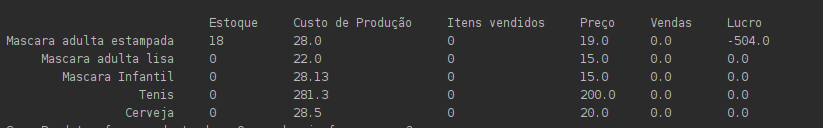 Estoque Custo de Produção Itens vendidos Preço Vendas Lucro
Mascara adulta estampada 18 28.0 0 19.0 0.0 -504.0
Mascara adulta lisa 0 22.0 0 15.0 0.0 0.0
Mascara Infantil 0 28.13 0 15.0 0.0 0.0
Tenis 0 281.3 0 200.0 0.0 0.0
Cerveja 0 28.5 0 20.0 0.0 0.0